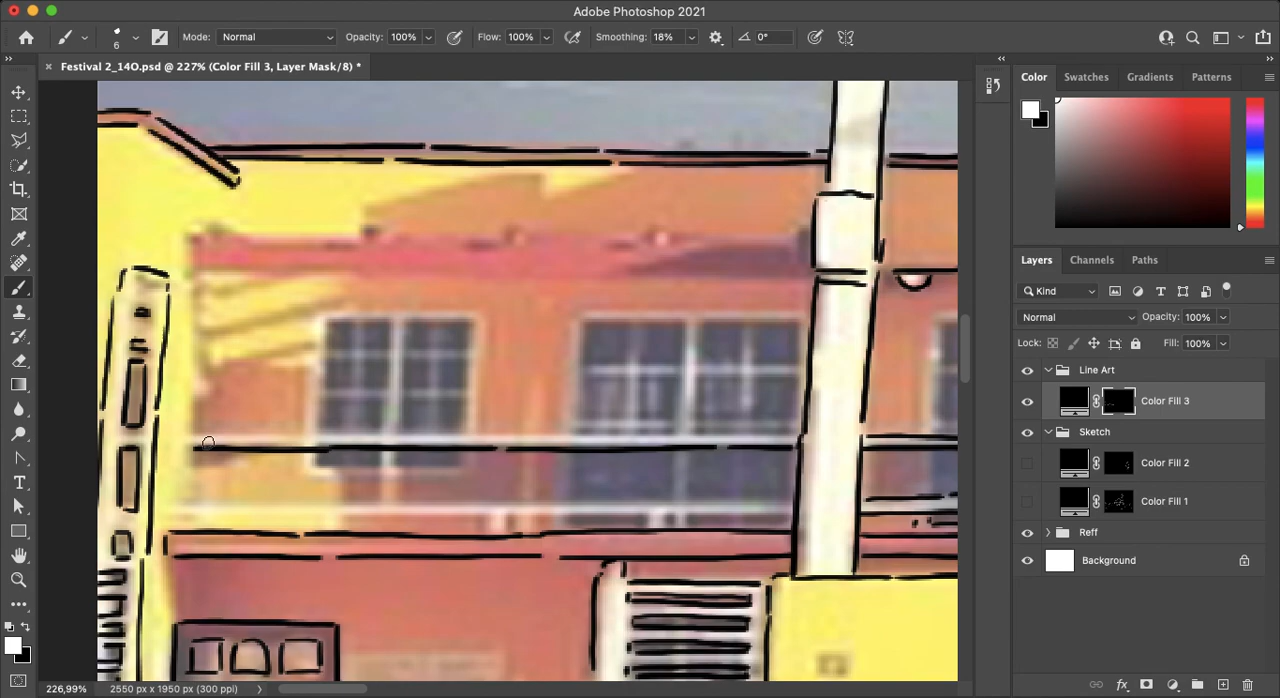 Adobe Photoshop 2021
6
Mode: Normal Opacity: 100% Flow: 100% Smoothing: 18% 0°
Festival 2_14O.psd @ 227% (Color Fill 3, Layer Mask/8) *
Color Swatches Gradients Patterns
Layers Channels Paths
Kind
Normal Opacity: 100%
Lock: Fill: 100%
Line Art
Color Fill 3
Sketch
Color Fill 2
Color Fill 1
Reff
Background
226,99% 2550 px x 1950 px (300 ppi)